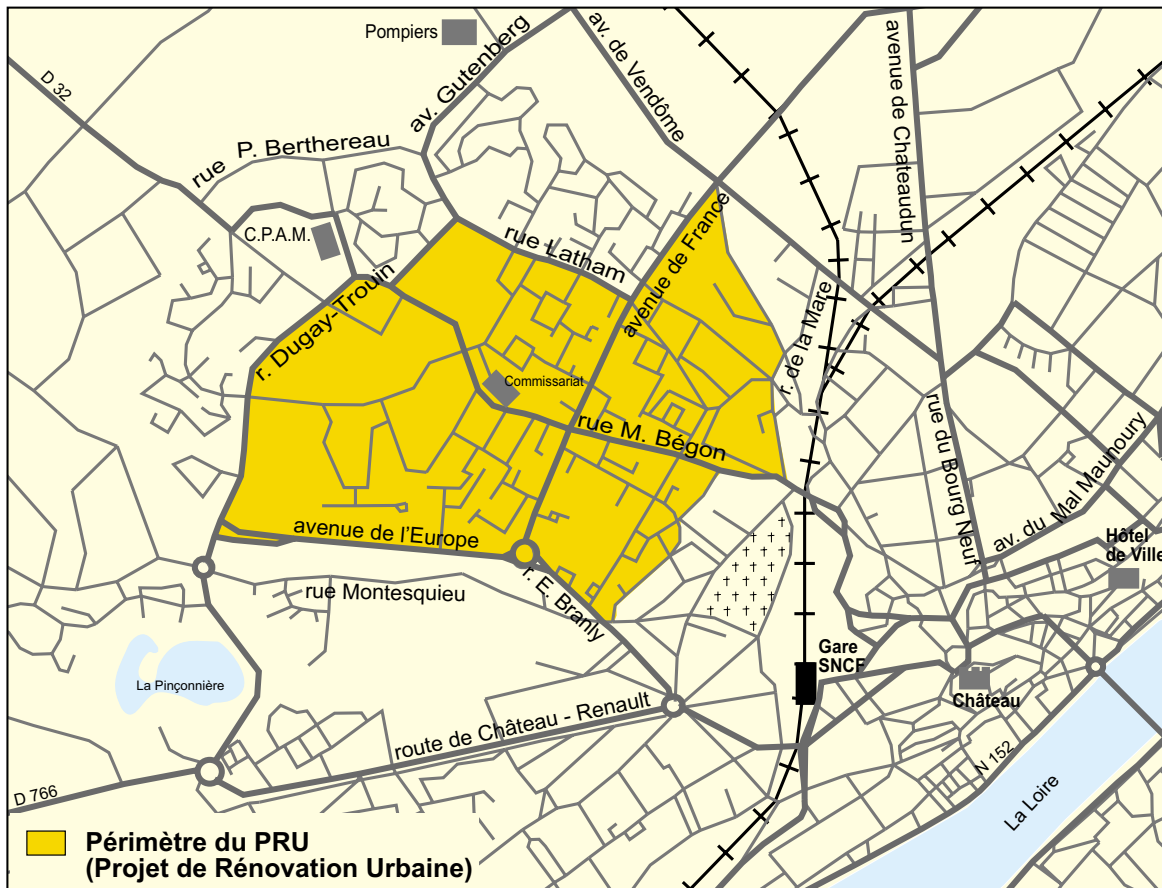 Pompiers
av. de Vendôme
avenue de Chateaudun
D 32
av. Gutenberg
rue P. Berthereau
C.P.A.M.
rue Latham
avenue de France
r. Dugay-Trouin
r. de la Mare
Commissariat
rue M. Bégon
rue du Bourg Neuf
av. du Mal Maunoury
avenue de l'Europe
Hôtel
de Ville
r. E. Branly
rue Montesquieu
Gare
SNCF
La Pinçonnière
Château
route de Château - Renault
N 152
La Loire
D 766
Périmètre du PRU
(Projet de Rénovation Urbaine)